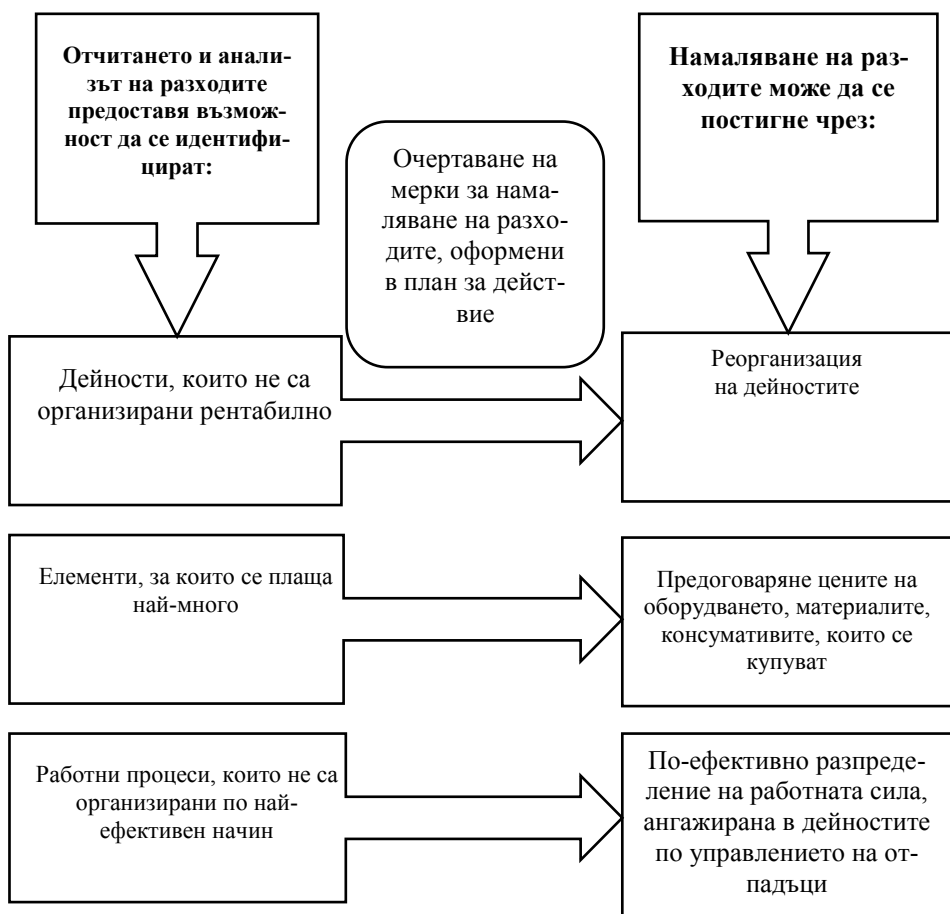 Отчитането и анали-
зът на разходите
предоставя възмож-
ност да се идентифи-
цират:
Намаляване на раз-
ходите може да се
постигне чрез:
Очертаване на
мерки за нама-
ляване на разхо-
дите, оформени
в план за дейст-
вие
Дейности, които не са
организирани рентабилно
Реорганизация
на дейностите
Елементи, за които се плаща
най-много
Предоговаряне цените на
оборудването, материалите,
консумативите, които се
купуват
Работни процеси, които не са
организирани по най-
ефективен начин
По-ефективно разпреде-
ление на работната сила,
ангажирана в дейностите
по управлението на от-
падъци